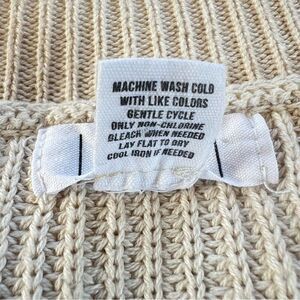 MACHINE WASH COLD
WITH LIKE COLORS
GENTLE CYCLE
ONLY NON-CHLORINE
BLEACH WHEN NEEDED
LAY FLAT TO DRY
COOL IRON IF NEEDED